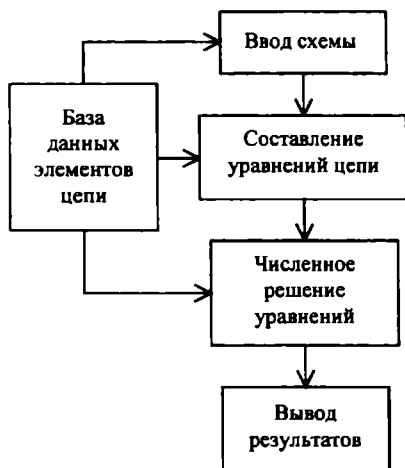 Ввод схемы
База
данных
элементов
цепи
Составление
уравнений цепи
Численное
решение
уравнений
Вывод
результатов